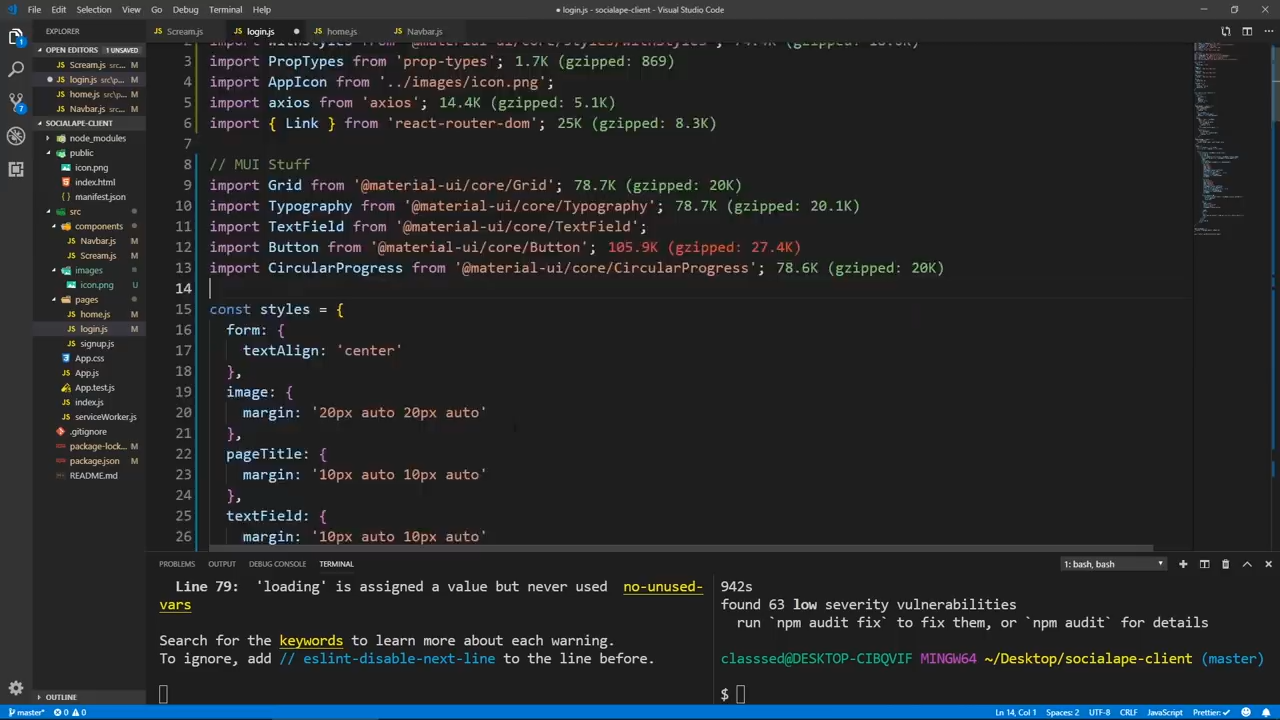 File Edit Selection View Go Debug Terminal Help
● login.js - socialape-client - Visual Studio Code
EXPLORER
OPEN EDITORS 1 UNSAVED
Scream.js src\p...
login.js src\p...
home.js src\p...
Navbar.js src\...
SOCIALAPE-CLIENT
node_modules
public
icon.png
index.html
manifest.json
src
components
Navbar.js M
Scream.js M
images
icon.png U
pages
home.js M
login.js M
signup.js M
App.css M
App.js M
App.test.js M
index.js M
serviceWorker.js M
.gitignore
package-lock... M
package.json M
README.md
OUTLINE
Scream.js login.js ● home.js Navbar.js
3 import PropTypes from 'prop-types'; 1.7K (gzipped: 869)
4 import AppIcon from '../images/icon.png';
5 import axios from 'axios'; 14.4K (gzipped: 5.1K)
6 import { Link } from 'react-router-dom'; 25K (gzipped: 8.3K)
7
8 // MUI Stuff
9 import Grid from '@material-ui/core/Grid'; 78.7K (gzipped: 20K)
10 import Typography from '@material-ui/core/Typography'; 78.7K (gzipped: 20.1K)
11 import TextField from '@material-ui/core/TextField';
12 import Button from '@material-ui/core/Button'; 105.9K (gzipped: 27.4K)
13 import CircularProgress from '@material-ui/core/CircularProgress'; 78.6K (gzipped: 20K)
14
15 const styles = {
16 form: {
17 textAlign: 'center'
18 },
19 image: {
20 margin: '20px auto 20px auto'
21 },
22 pageTitle: {
23 margin: '10px auto 10px auto'
24 },
25 textField: {
26 margin: '10px auto 10px auto'
PROBLEMS OUTPUT DEBUG CONSOLE TERMINAL
1: bash, bash
Line 79: 'loading' is assigned a value but never used no-unused-
vars
Search for the keywords to learn more about each warning.
To ignore, add // eslint-disable-next-line to the line before.
942s
found 63 low severity vulnerabilities
run `npm audit fix` to fix them, or `npm audit` for details
classsed@DESKTOP-CIBQVIF MINGW64 ~/Desktop/socialape-client (master)
$
master* 0 0
Ln 14, Col 1 Spaces: 2 UTF-8 CRLF JavaScript Prettier: ✓